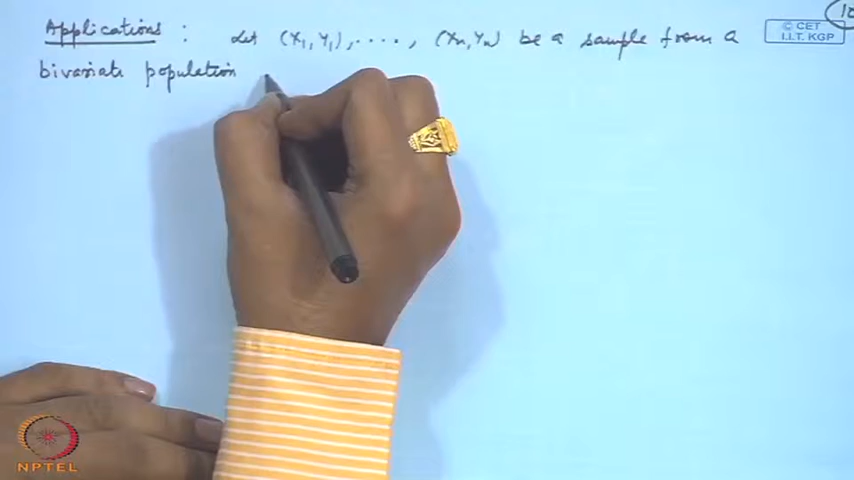 Applications : Let (X₁,Y₁), ...., (Xn,Yn) be a sample from a
bivariate population
© CET
I.I.T. KGP
NPTEL